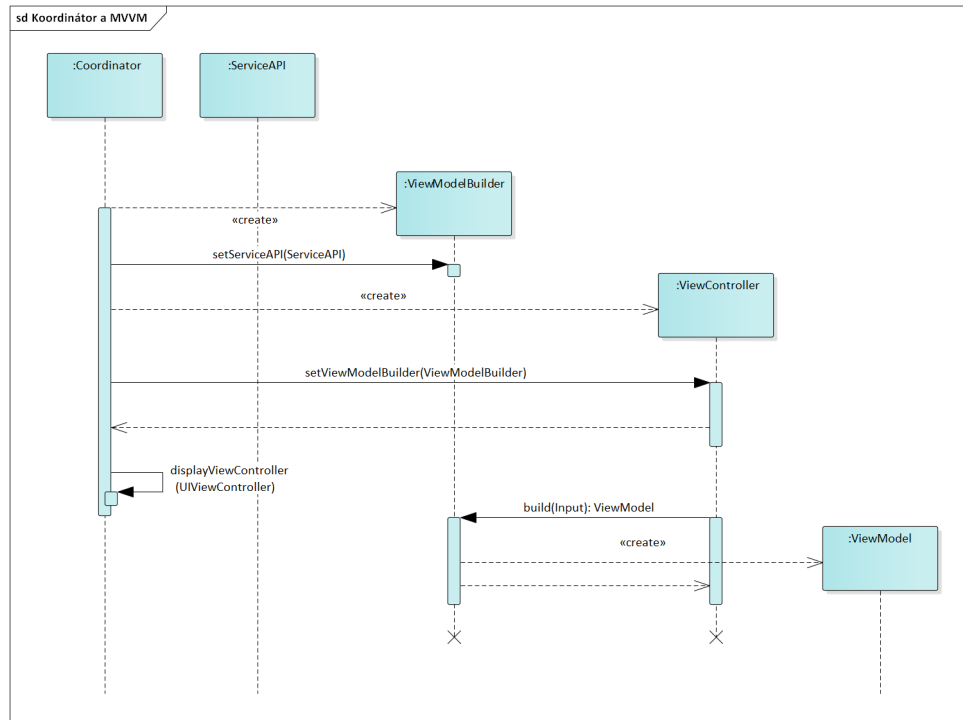 sd Koordinátor a MVVM
:Coordinator
:ServiceAPI
:ViewModelBuilder
«create»
setServiceAPI(ServiceAPI)
:ViewController
«create»
setViewModelBuilder(ViewModelBuilder)
displayViewController
(UIViewController)
build(Input): ViewModel
:ViewModel
«create»